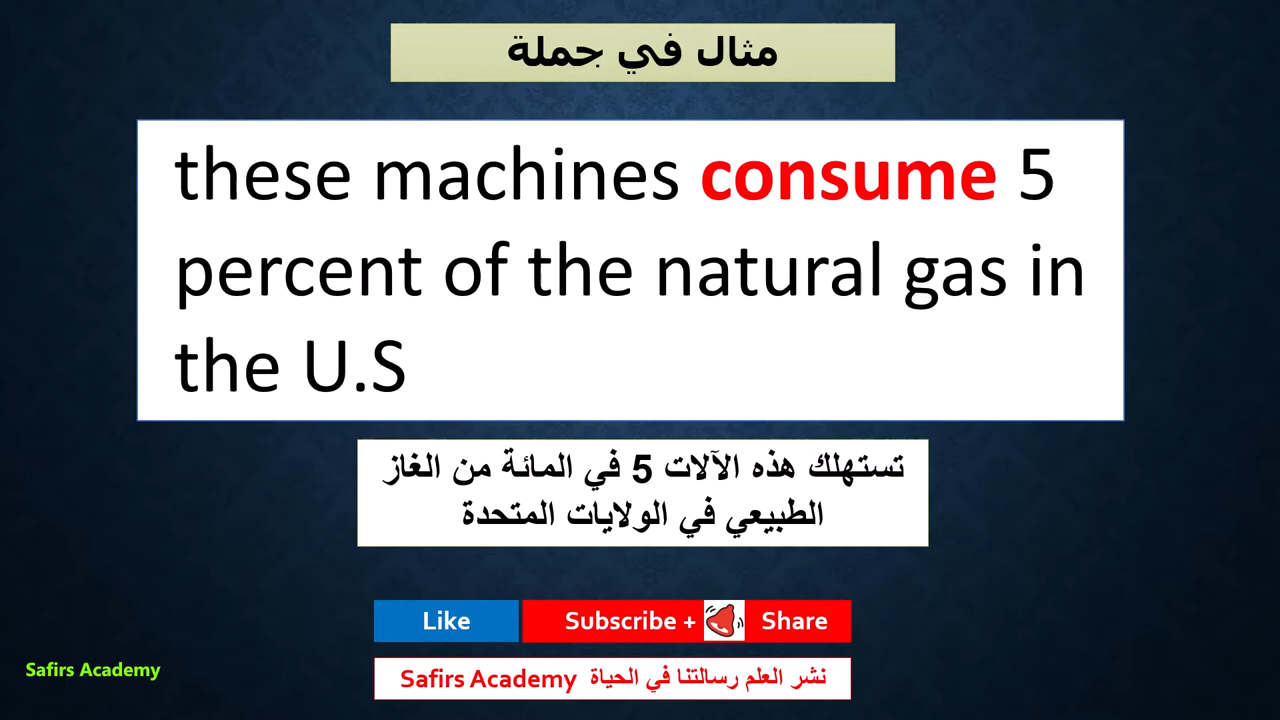 مثال في جملة
these machines consume 5
percent of the natural gas in
the U.S
تستهلك هذه الآلات 5 في المائة من الغاز
الطبيعي في الولايات المتحدة
Like
Subscribe +
Share
Safirs Academy
نشر العلم رسالتنا في الحياة Safirs Academy